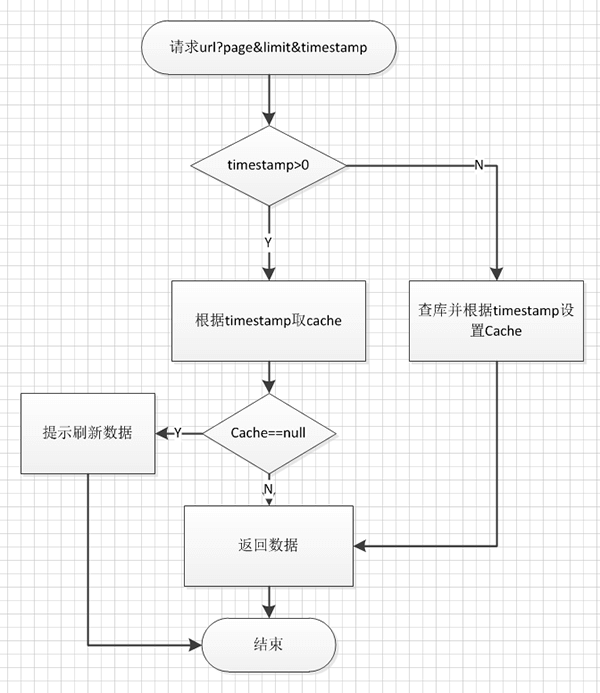 请求url?page&limit&timestamp
timestamp>0
N
Y
根据timestamp取cache
查库并根据timestamp设
置Cache
提示刷新数据
Y
Cache==null
N
返回数据
结束